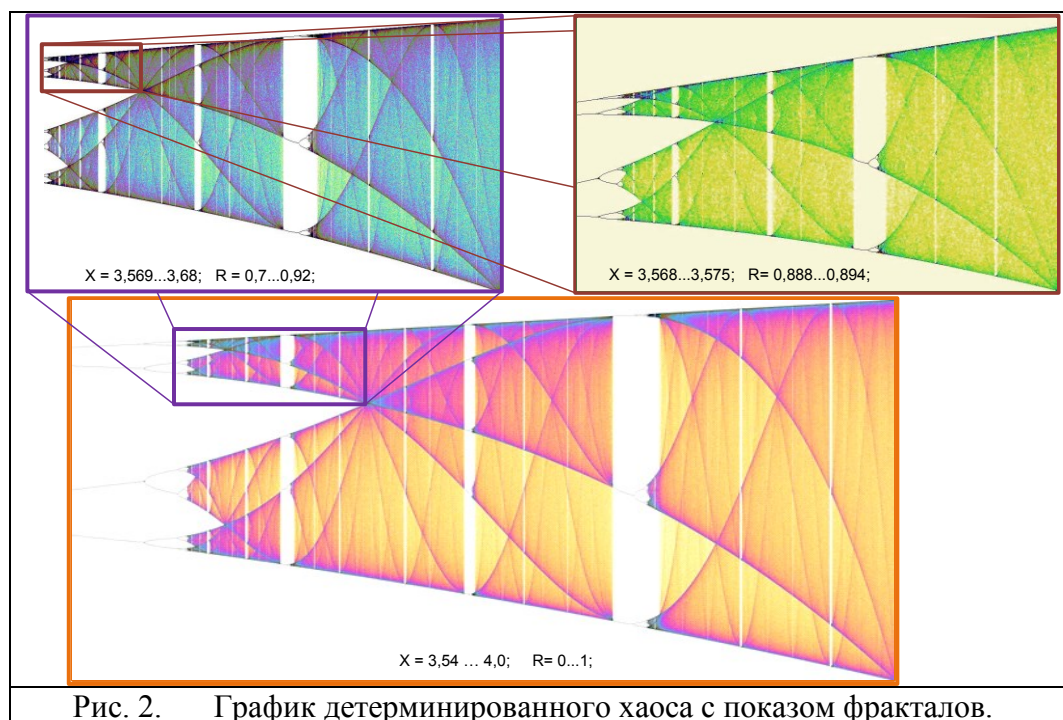 X = 3,569...3,68; R = 0,7...0,92;
X = 3,568...3,575; R= 0,888...0,894;
X = 3,54 ... 4,0; R= 0...1;
Рис. 2. График детерминированного хаоса с показом фракталов.